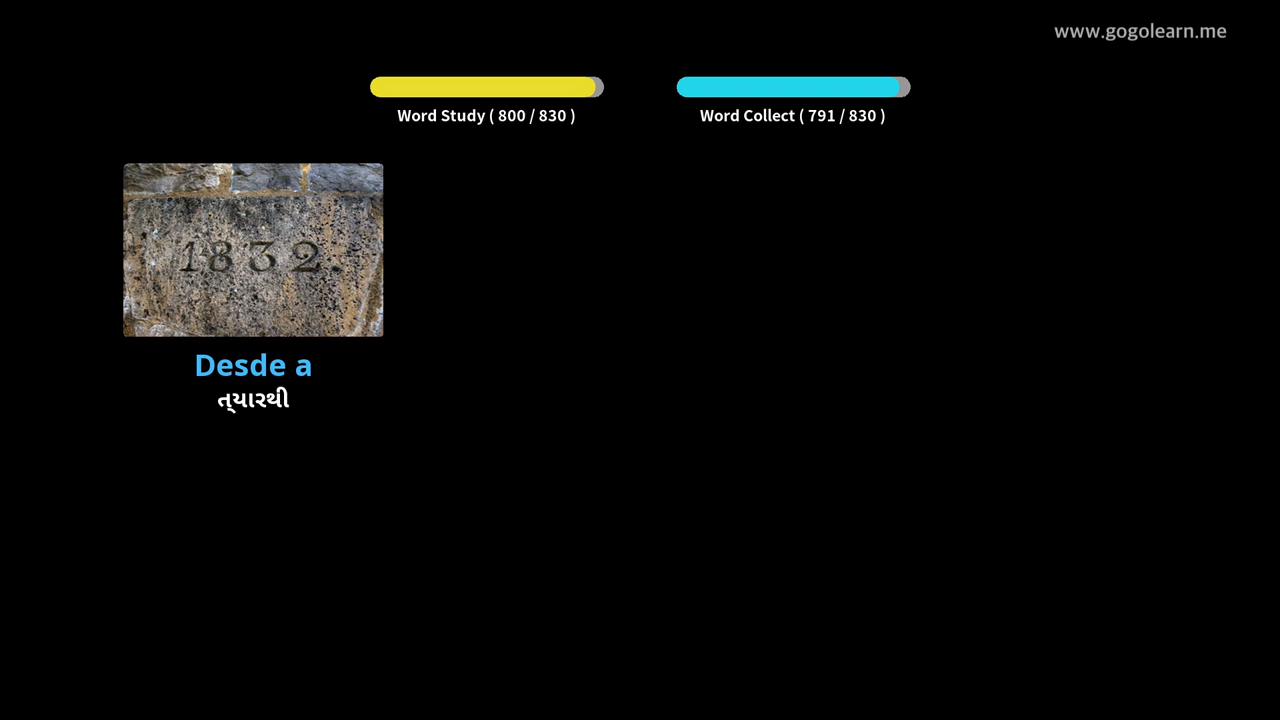 www.gogolearn.me
Word Study ( 800 / 830 )
Word Collect ( 791 / 830 )
1832.
Desde a
ત્યારથી